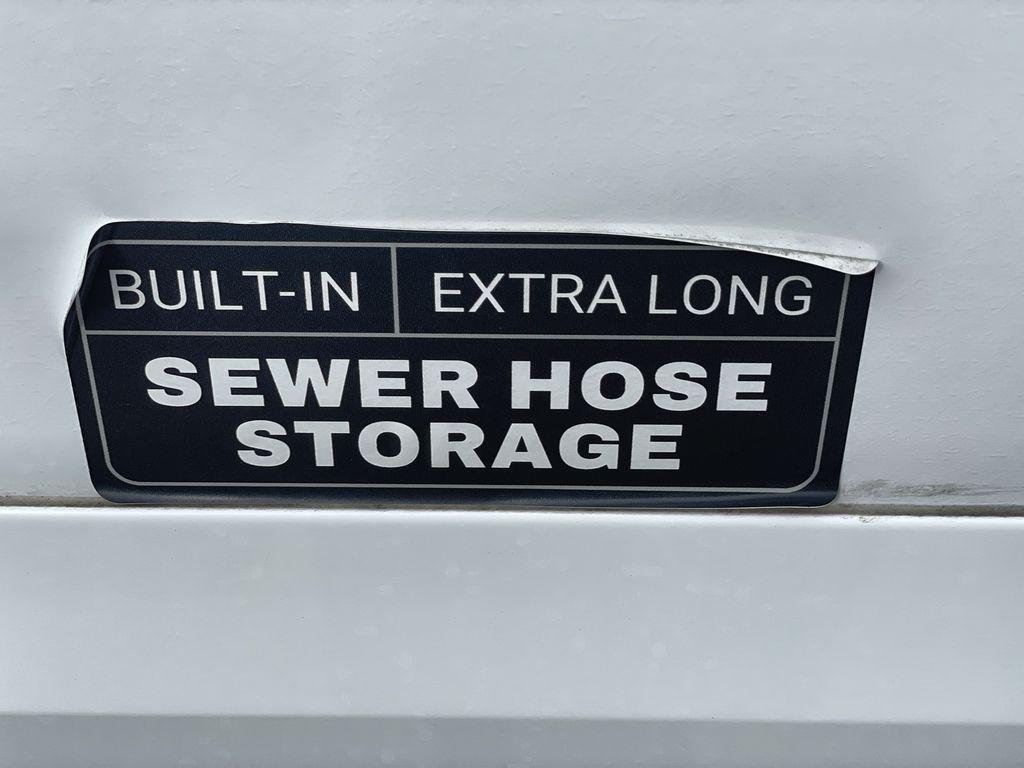 BUILT-IN EXTRA LONG
SEWER HOSE
STORAGE